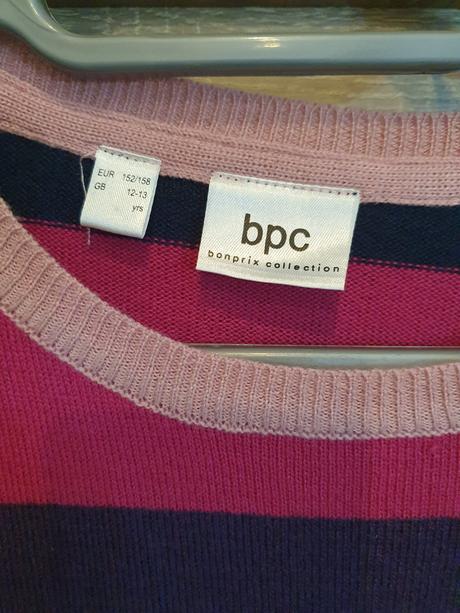 EUR 152/158
GB 12-13
yrs
bpc
bonprix collection